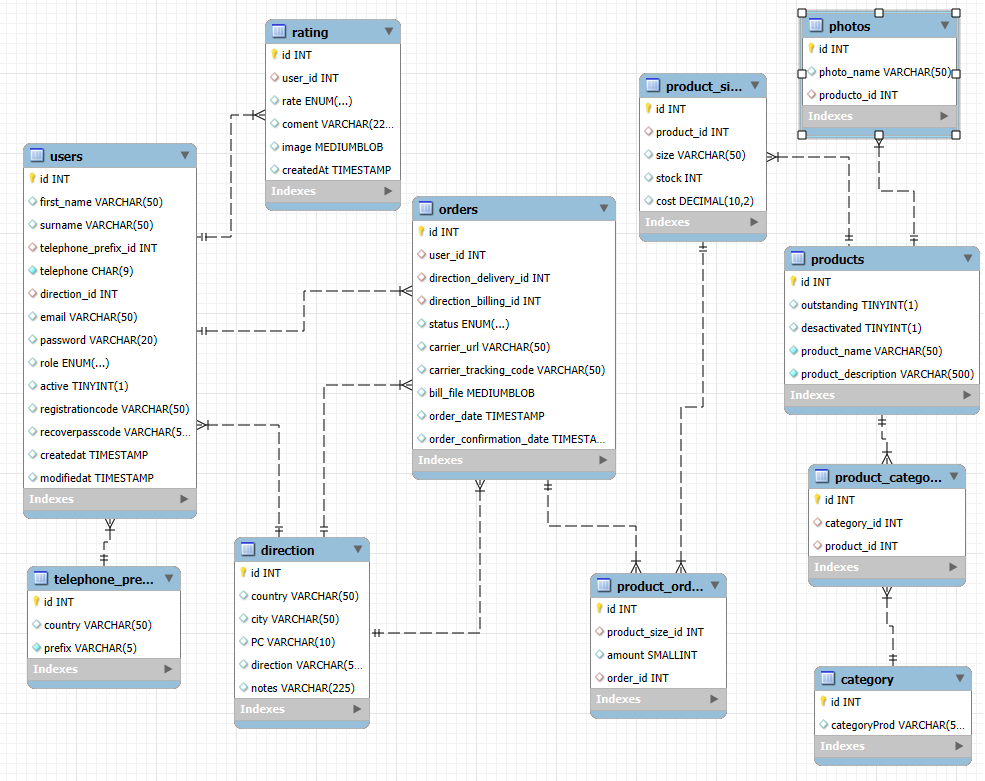 rating
id INT
user_id INT
rate ENUM(...)
coment VARCHAR(22...
image MEDIUMBLOB
createdAt TIMESTAMP
Indexes
photos
id INT
photo_name VARCHAR(50)
producto_id INT
Indexes
product_si...
id INT
product_id INT
size VARCHAR(50)
stock INT
cost DECIMAL(10,2)
Indexes
users
id INT
first_name VARCHAR(50)
surname VARCHAR(50)
telephone_prefix_id INT
telephone CHAR(9)
direction_id INT
email VARCHAR(50)
password VARCHAR(20)
role ENUM(...)
active TINYINT(1)
registrationcode VARCHAR(50)
recoverpasscode VARCHAR(5...
createdat TIMESTAMP
modifiedat TIMESTAMP
Indexes
orders
id INT
user_id INT
direction_delivery_id INT
direction_billing_id INT
status ENUM(...)
carrier_url VARCHAR(50)
carrier_tracking_code VARCHAR(50)
bill_file MEDIUMBLOB
order_date TIMESTAMP
order_confirmation_date TIMESTA...
Indexes
products
id INT
outstanding TINYINT(1)
desactivated TINYINT(1)
product_name VARCHAR(50)
product_description VARCHAR(500)
Indexes
product_catego...
id INT
category_id INT
product_id INT
Indexes
telephone_pre...
id INT
country VARCHAR(50)
prefix VARCHAR(5)
Indexes
direction
id INT
country VARCHAR(50)
city VARCHAR(50)
PC VARCHAR(10)
direction VARCHAR(5...
notes VARCHAR(225)
Indexes
product_ord...
id INT
product_size_id INT
amount SMALLINT
order_id INT
Indexes
category
id INT
categoryProd VARCHAR(5...
Indexes